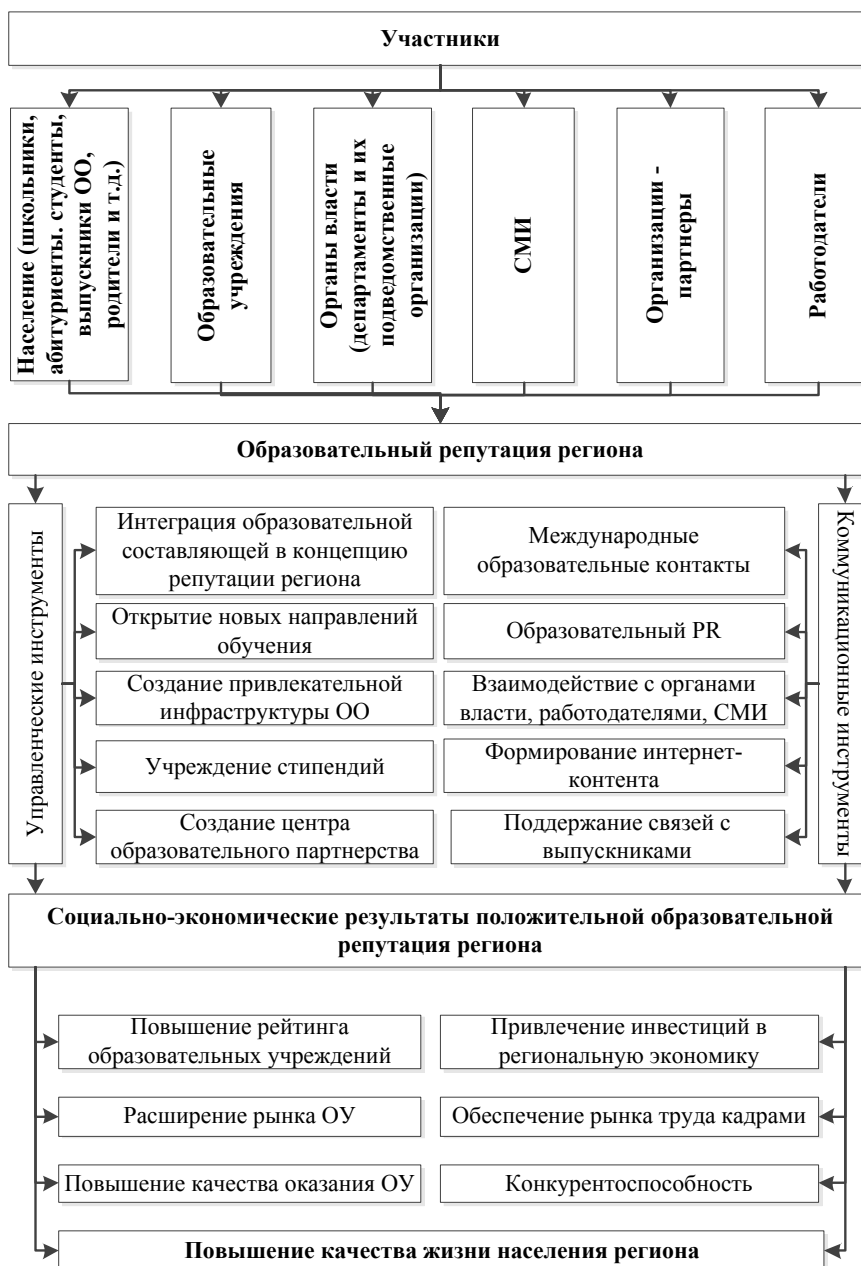 Участники
Население (школьники,
абитуриенты. студенты,
выпускники ОО,
родители и т.д.)
Образовательные
учреждения
Органы власти
(департаменты и их
подведомственные
организации)
СМИ
Организации -
партнеры
Работодатели
Образовательный репутация региона
Управленческие инструменты
Интеграция образовательной
составляющей в концепцию
репутации региона
Открытие новых направлений
обучения
Создание привлекательной
инфраструктуры ОО
Учреждение стипендий
Создание центра
образовательного партнерства
Международные
образовательные контакты
Образовательный PR
Взаимодействие с органами
власти, работодателями, СМИ
Формирование интернет-
контента
Поддержание связей с
выпускниками
Коммуникационные инструменты
Социально-экономические результаты положительной образовательной
репутация региона
Повышение рейтинга
образовательных учреждений
Расширение рынка ОУ
Повышение качества оказания ОУ
Привлечение инвестиций в
региональную экономику
Обеспечение рынка труда кадрами
Конкурентоспособность
Повышение качества жизни населения региона